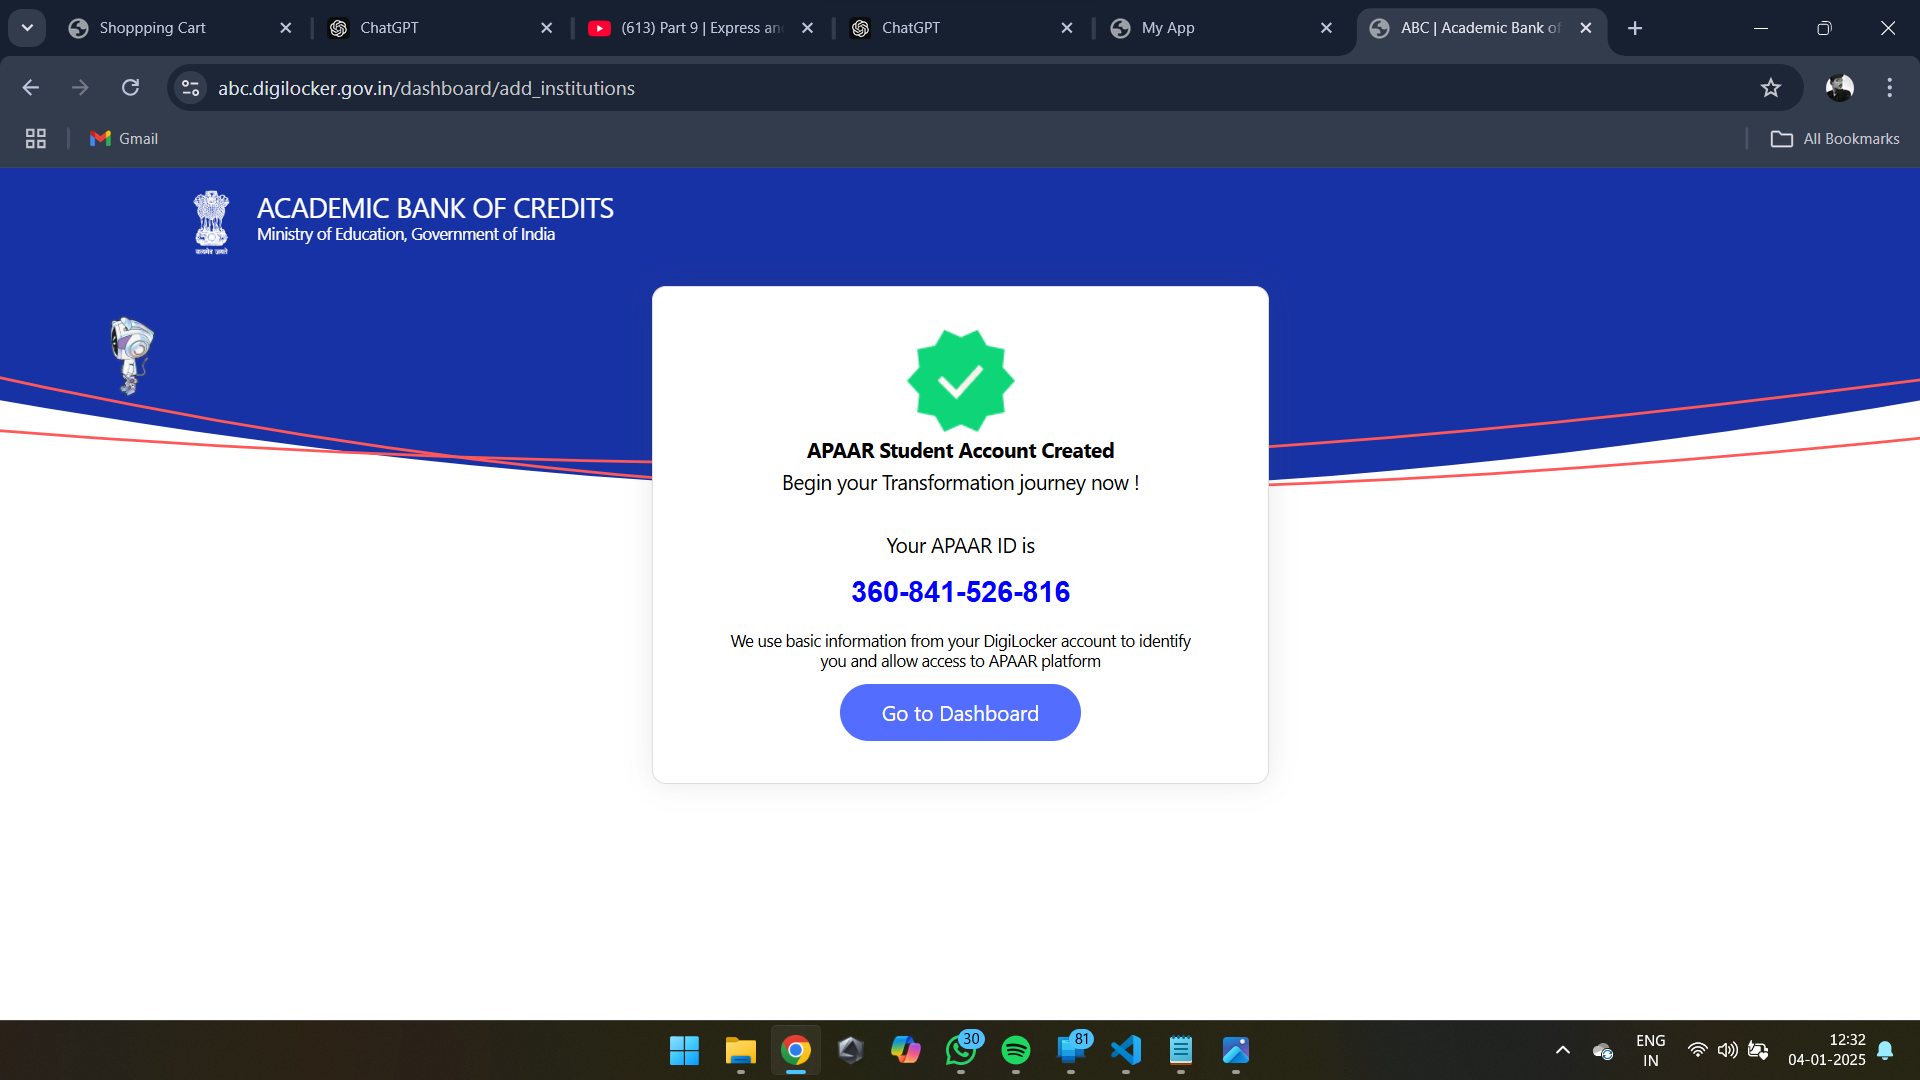 Shoppping Cart
ChatGPT
(613) Part 9 | Express an
ChatGPT
My App
ABC | Academic Bank of
abc.digilocker.gov.in/dashboard/add_institutions
Gmail
All Bookmarks
ACADEMIC BANK OF CREDITS
Ministry of Education, Government of India
सत्यमेव जयते
APAAR Student Account Created
Begin your Transformation journey now !
Your APAAR ID is
360-841-526-816
We use basic information from your DigiLocker account to identify
you and allow access to APAAR platform
Go to Dashboard
30
81
ENG
IN
12:32
04-01-2025